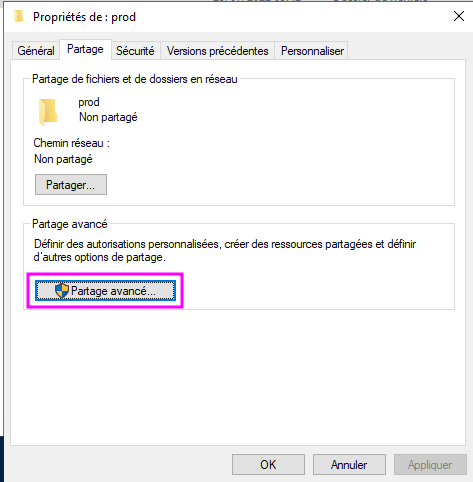 Propriétés de : prod
Général
Partage
Sécurité
Versions précédentes
Personnaliser
Partage de fichiers et de dossiers en réseau
prod
Non partagé
Chemin réseau :
Non partagé
Partager...
Partage avancé
Définir des autorisations personnalisées, créer des ressources partagées et définir
d'autres options de partage.
Partage avancé...
OK
Annuler
Appliquer